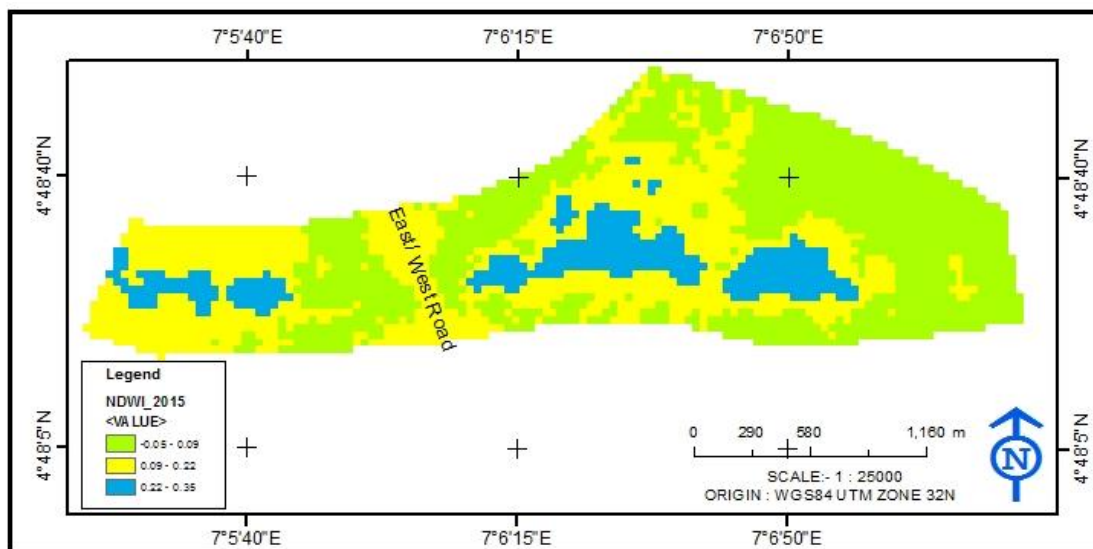 7°5'40"E 7°6'15"E 7°6'50"E
4°48'40"N 4°48'40"N
East/ West Road
Legend
NDWI_2015
<VALUE>
-0.05 - 0.09
0.09 - 0.22
0.22 - 0.35
4°48'5"N 4°48'5"N
0 290 580 1,160 m
SCALE:- 1 : 25000
ORIGIN : WGS84 UTM ZONE 32N
N
7°5'40"E 7°6'15"E 7°6'50"E